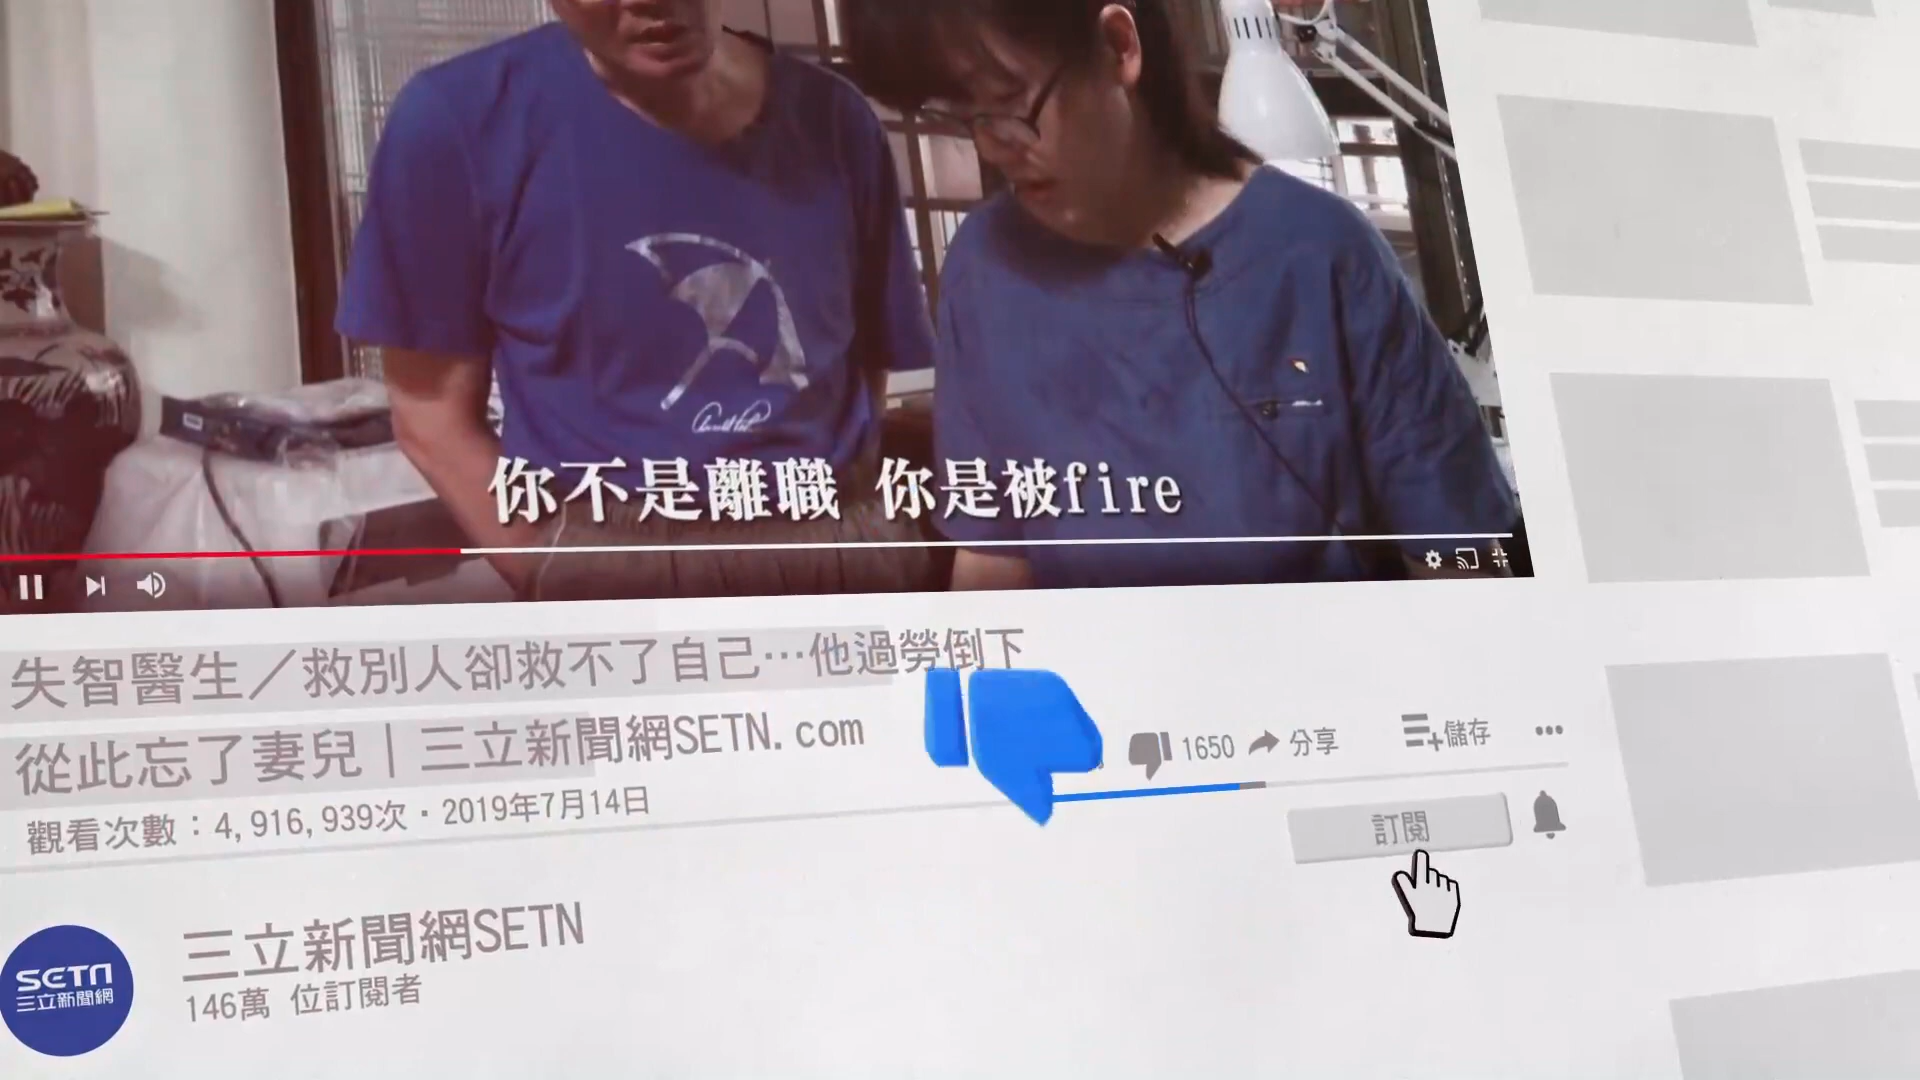 你不是離職 你是被fire
失智醫生／救別人卻救不了自己…他過勞倒下
從此忘了妻兒｜三立新聞網SETN.com
觀看次數：4,916,939次・2019年7月14日
1650 分享 儲存
訂閱
三立新聞網SETN
146萬 位訂閱者
SETN
三立新聞網